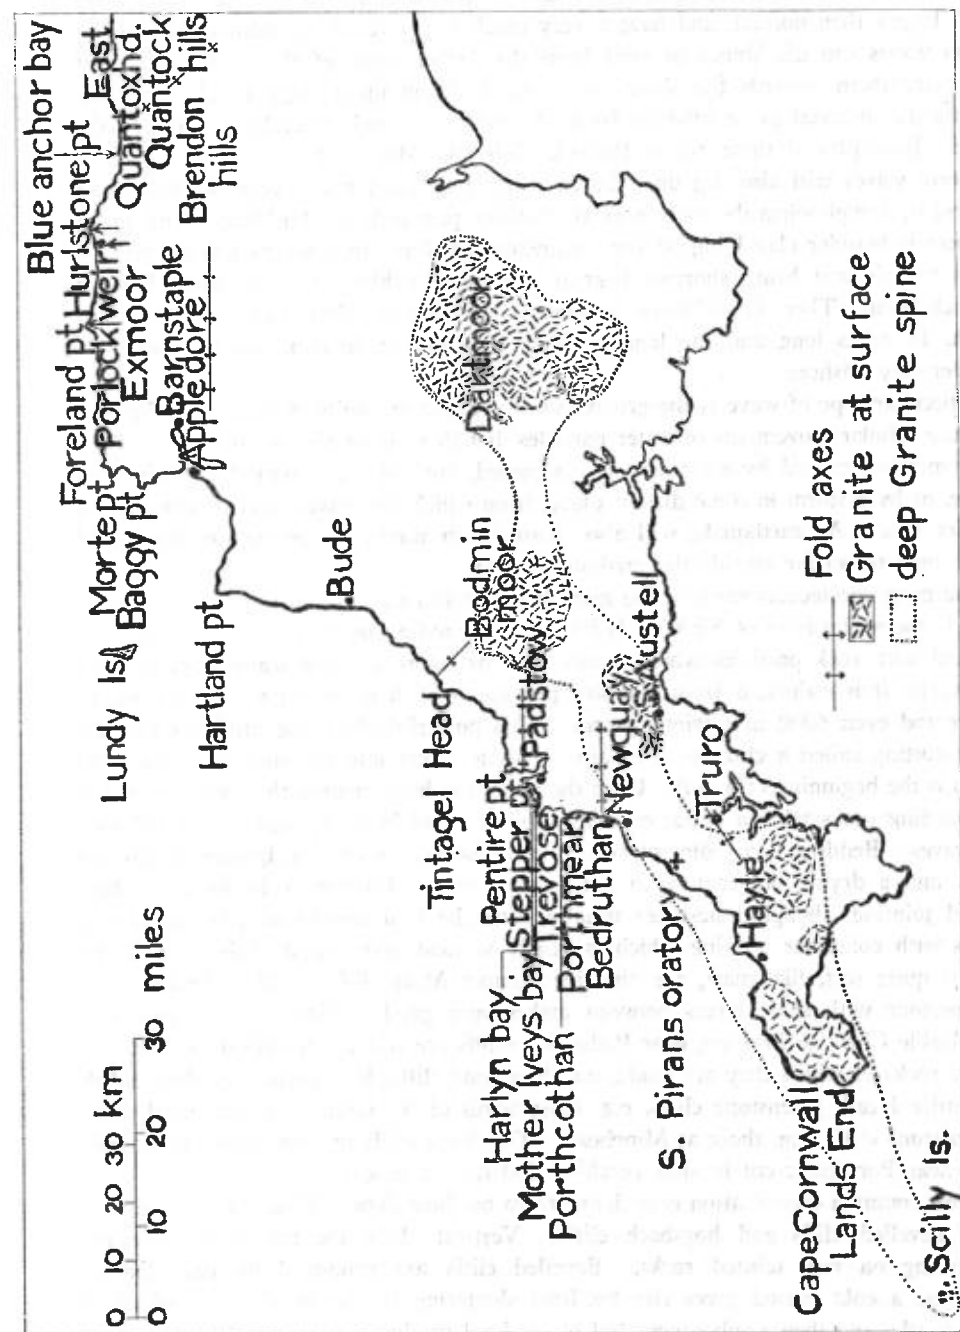 0 10 20 30 km
0 10 20 30 miles
Blue anchor bay
Hurlstone pt
Foreland pt
East
Quantoxhd.
Porlock weir
Quantock
hills
Exmoor
Brendon
hills
Morte pt
Baggy pt
Barnstaple
Appledore
Lundy Is
Hartland pt
Bude
Dartmoor
Bodmin
moor
Tintagel Head
Pentire pt.
Padstow
Stepper pt.
Harlyn bay
Trevose
Mother Iveys bay
Porthmear
Porthcothan
Bedruthan
Newquay
St Austell
Truro
S. Pirans oratory
Hayle
Cape Cornwall
Lands End
Scilly Is.
Fold axes
Granite at surface
deep Granite spine